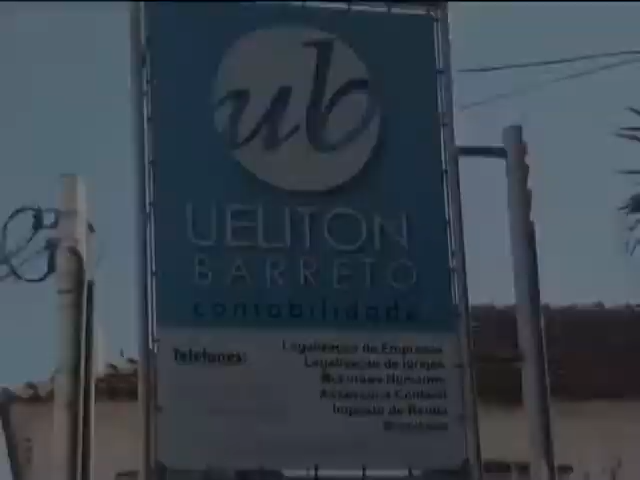 ub
UELITON
BARRETO
contabilidade
Telefones:
Legalização de Empresas
Legalização de Igrejas
Recursos Humanos
Assessoria Contábil
Imposto de Renda